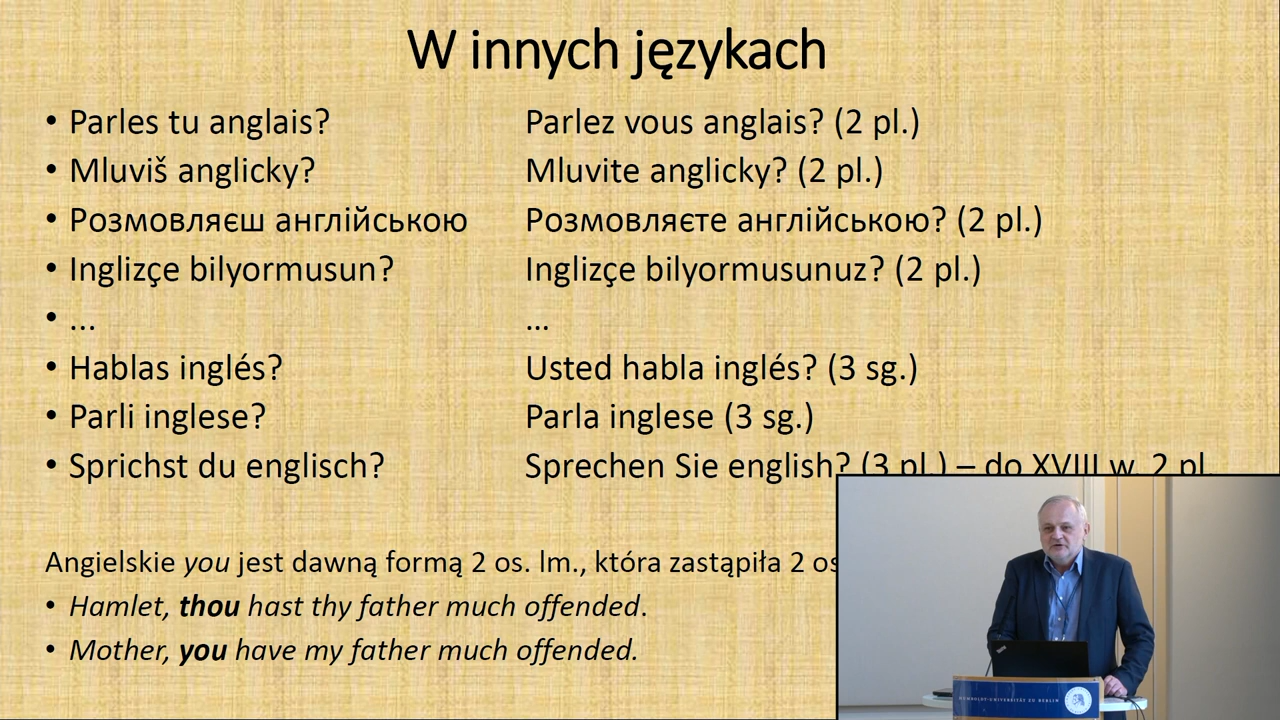 W innych językach
• Parles tu anglais? Parlez vous anglais? (2 pl.)
• Mluviš anglicky? Mluvite anglicky? (2 pl.)
• Розмовляєш англійською Розмовляєте англійською? (2 pl.)
• Inglizçe bilyormusun? Inglizçe bilyormusunuz? (2 pl.)
• ... ...
• Hablas inglés? Usted habla inglés? (3 sg.)
• Parli inglese? Parla inglese (3 sg.)
• Sprichst du englisch? Sprechen Sie english? (3 pl.) – do XVIII w. 2 pl.
Angielskie you jest dawną formą 2 os. lm., która zastąpiła 2 os
• Hamlet, thou hast thy father much offended.
• Mother, you have my father much offended.
HUMBOLDT-UNIVERSITÄT ZU BERLIN